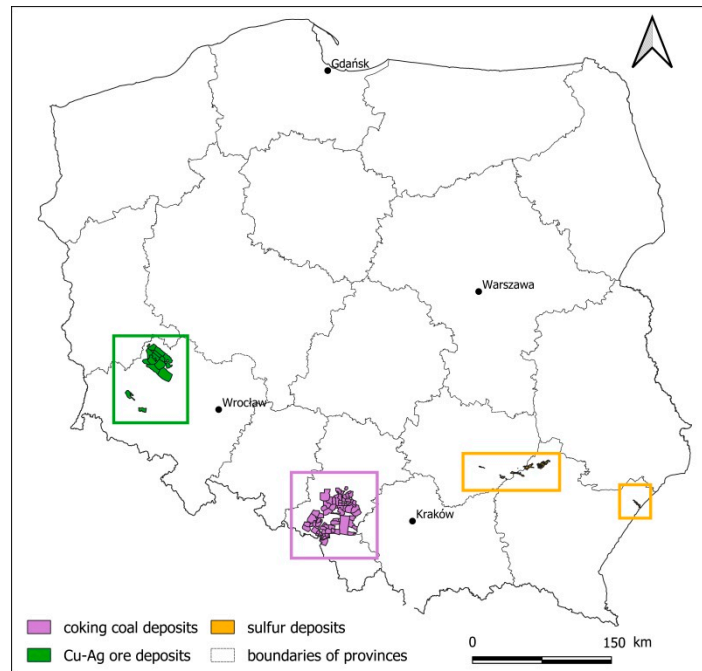 Gdańsk
Warszawa
Wrocław
Kraków
coking coal deposits
sulfur deposits
Cu-Ag ore deposits
boundaries of provinces
0 150 km